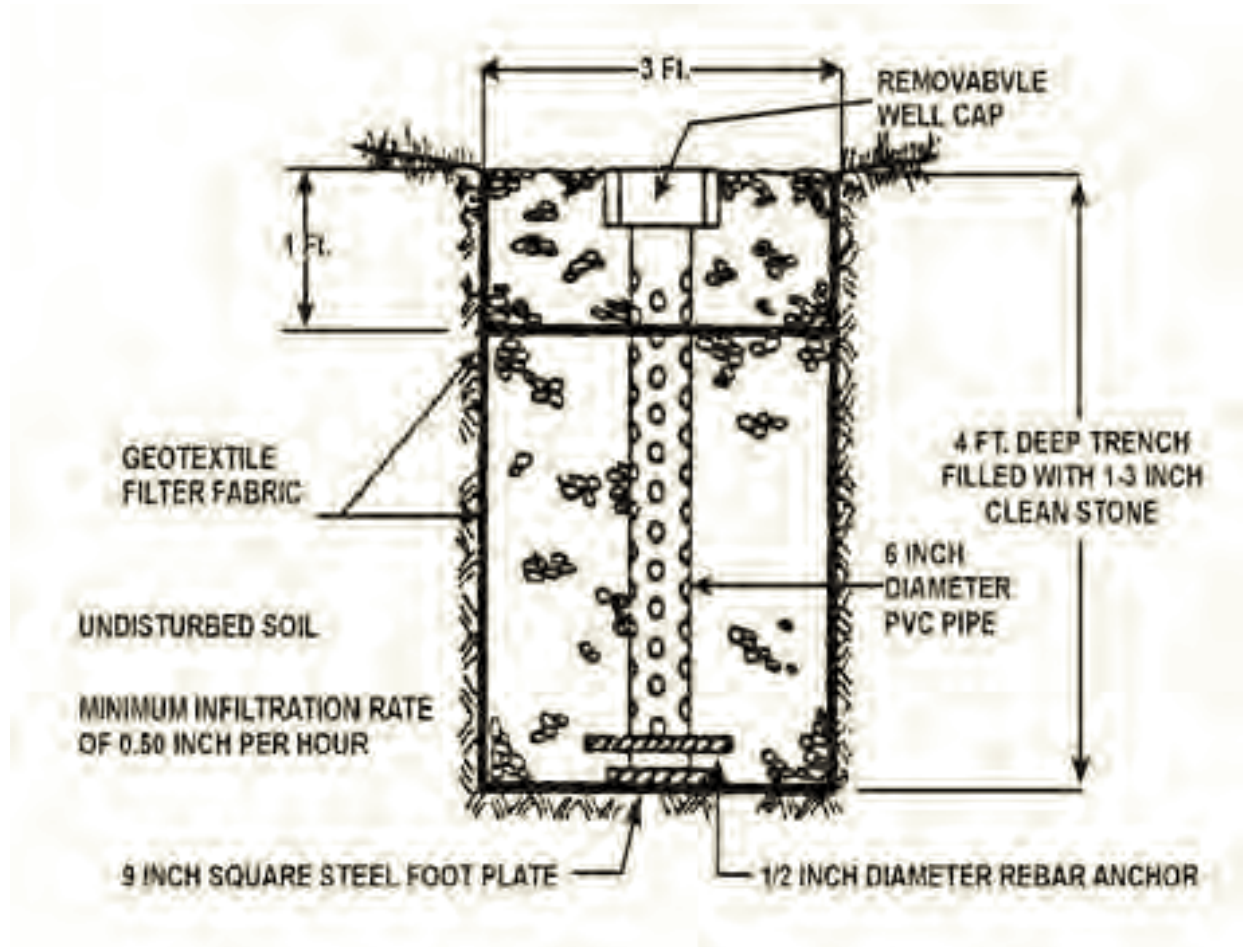 3 Ft.
REMOVABVLE
WELL CAP
1 Ft.
GEOTEXTILE
FILTER FABRIC
4 FT. DEEP TRENCH
FILLED WITH 1-3 INCH
CLEAN STONE
6 INCH
DIAMETER
PVC PIPE
UNDISTURBED SOIL
MINIMUM INFILTRATION RATE
OF 0.50 INCH PER HOUR
9 INCH SQUARE STEEL FOOT PLATE
1/2 INCH DIAMETER REBAR ANCHOR